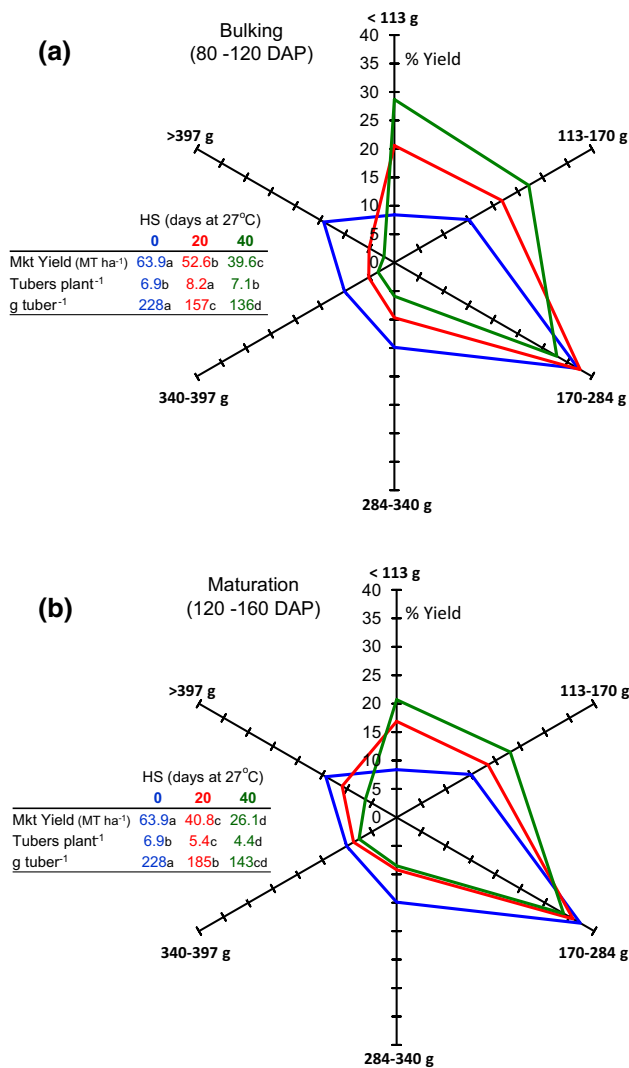 (a)
Bulking
(80 -120 DAP)
< 113 g
% Yield
40
35
30
25
20
15
10
5
0
>397 g
113-170 g
HS (days at 27°C)
0 20 40
Mkt Yield (MT ha⁻¹) 63.9a 52.6b 39.6c
Tubers plant⁻¹ 6.9b 8.2a 7.1b
g tuber⁻¹ 228a 157c 136d
340-397 g
170-284 g
284-340 g
(b)
Maturation
(120 -160 DAP)
< 113 g
% Yield
40
35
30
25
20
15
10
5
0
>397 g
113-170 g
HS (days at 27°C)
0 20 40
Mkt Yield (MT ha⁻¹) 63.9a 40.8c 26.1d
Tubers plant⁻¹ 6.9b 5.4c 4.4d
g tuber⁻¹ 228a 185b 143cd
340-397 g
170-284 g
284-340 g